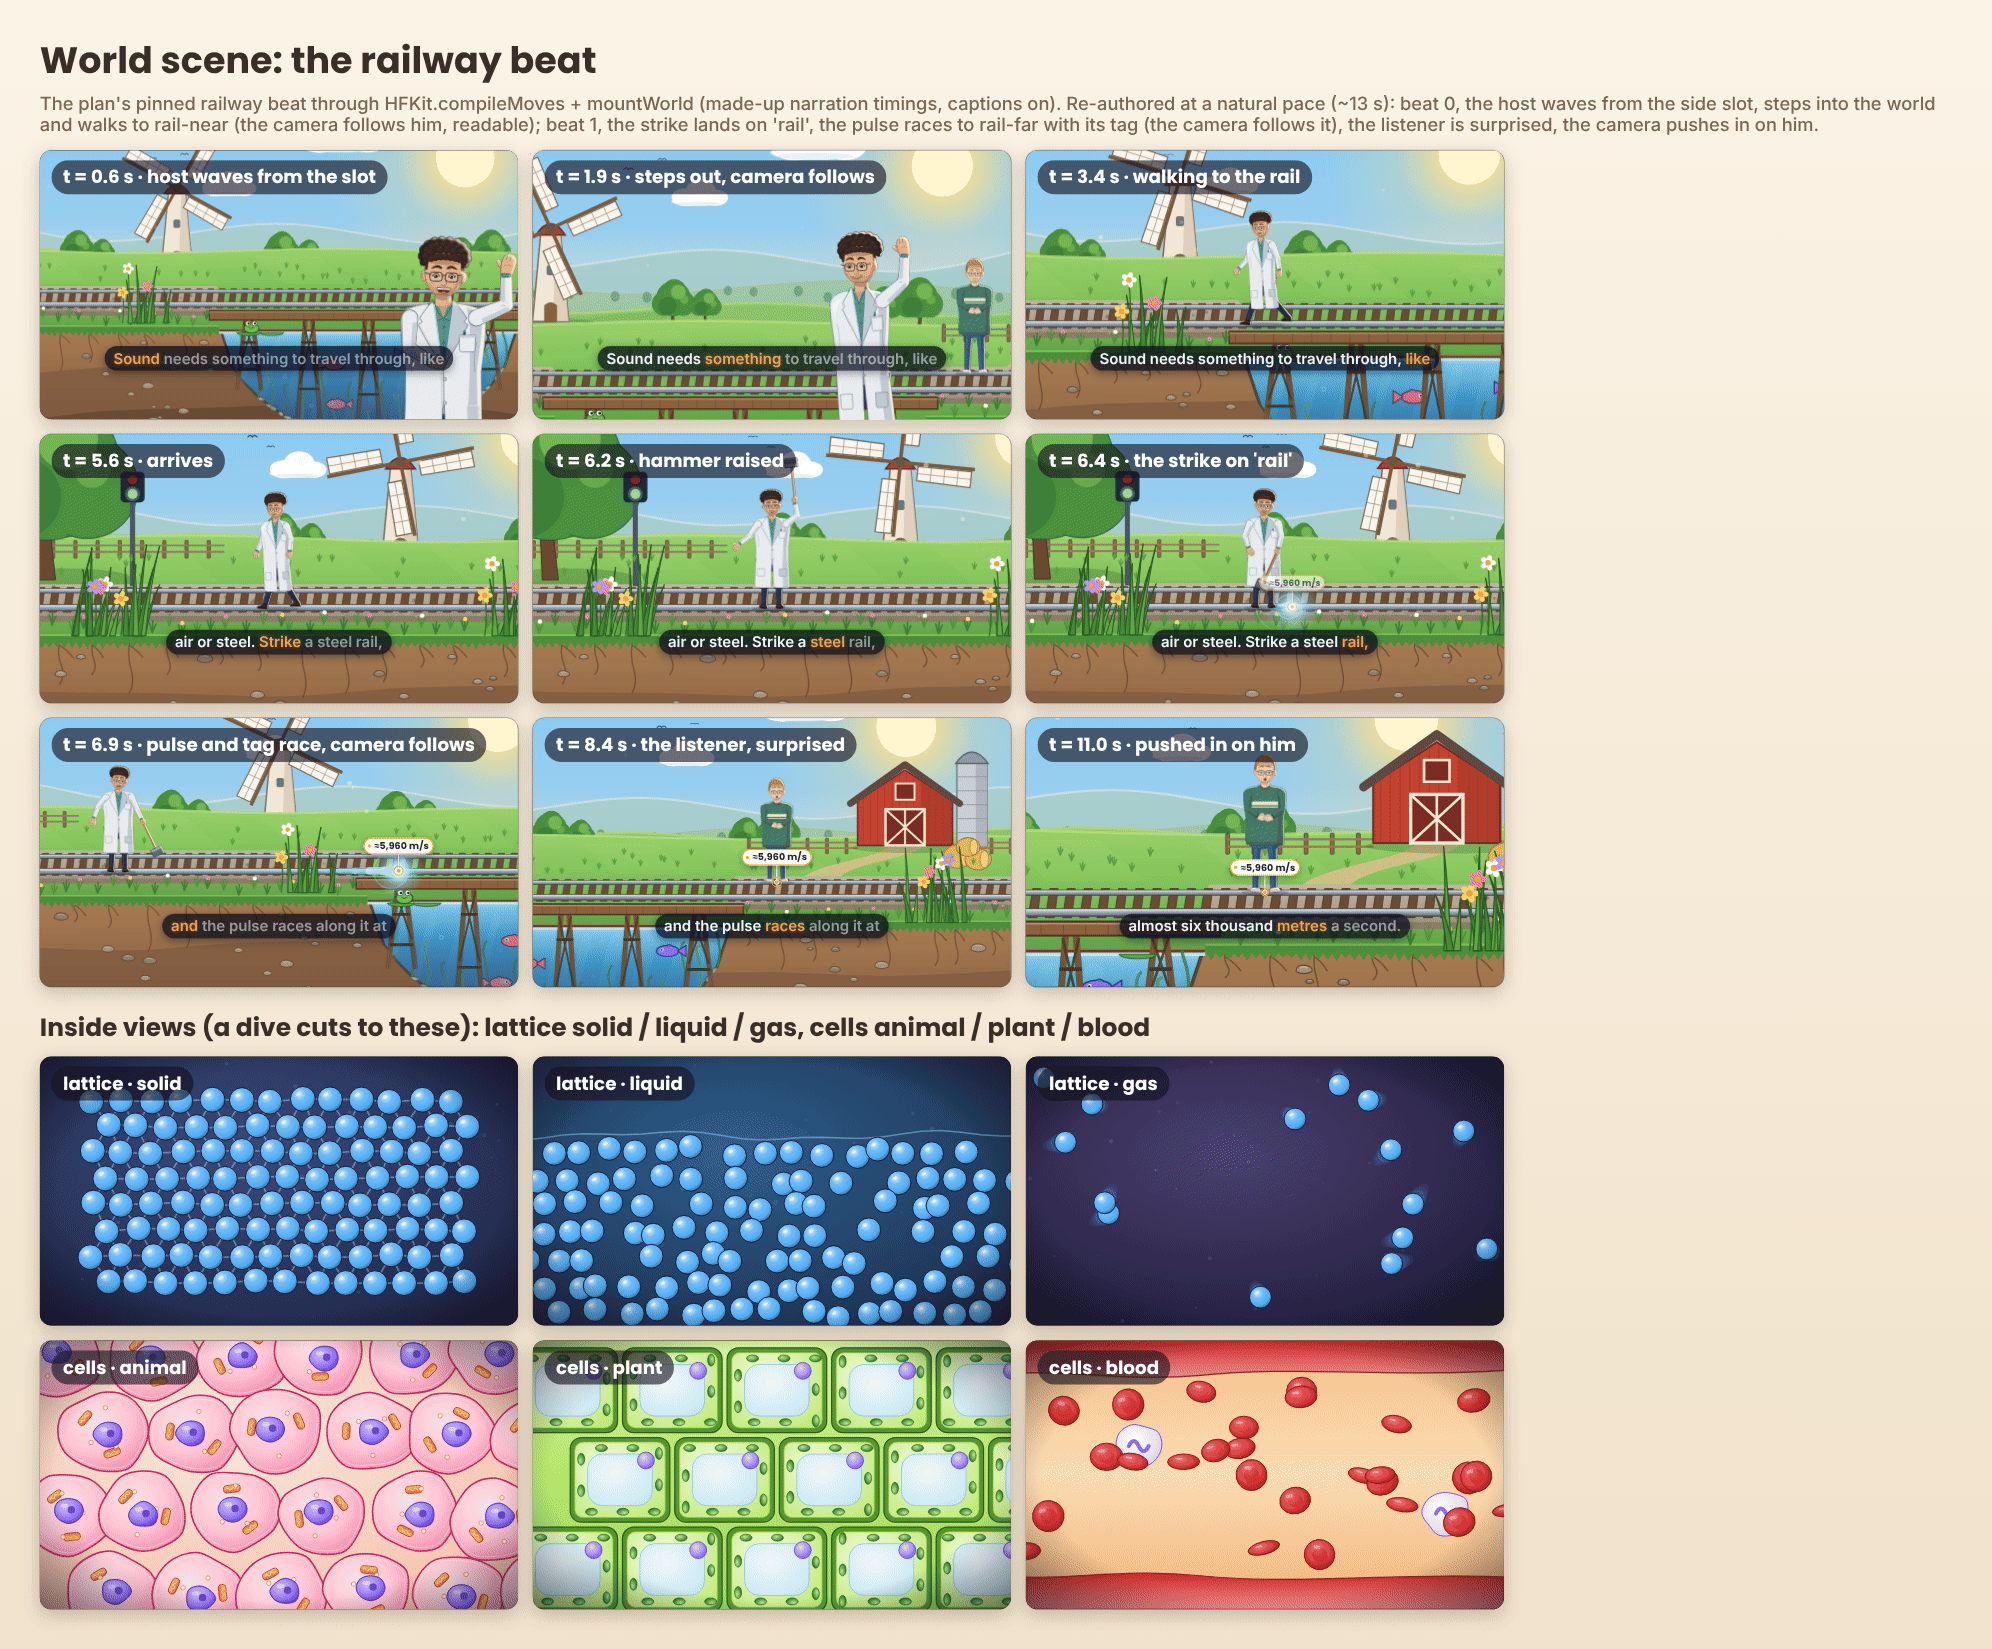 World scene: the railway beat
The plan's pinned railway beat through HFKit.compileMoves + mountWorld (made-up narration timings, captions on). Re-authored at a natural pace (~13 s): beat 0, the host waves from the side slot, steps into the world
and walks to rail-near (the camera follows him, readable); beat 1, the strike lands on 'rail', the pulse races to rail-far with its tag (the camera follows it), the listener is surprised, the camera pushes in on him.
t = 0.6 s · host waves from the slot
Sound needs something to travel through, like
t = 1.9 s · steps out, camera follows
Sound needs something to travel through, like
t = 3.4 s · walking to the rail
Sound needs something to travel through, like
t = 5.6 s · arrives
air or steel. Strike a steel rail,
t = 6.2 s · hammer raised
air or steel. Strike a steel rail,
t = 6.4 s · the strike on 'rail'
≈5,960 m/s
air or steel. Strike a steel rail,
t = 6.9 s · pulse and tag race, camera follows
≈5,960 m/s
and the pulse races along it at
t = 8.4 s · the listener, surprised
≈5,960 m/s
and the pulse races along it at
t = 11.0 s · pushed in on him
≈5,960 m/s
almost six thousand metres a second.
Inside views (a dive cuts to these): lattice solid / liquid / gas, cells animal / plant / blood
lattice · solid
lattice · liquid
lattice · gas
cells · animal
cells · plant
cells · blood